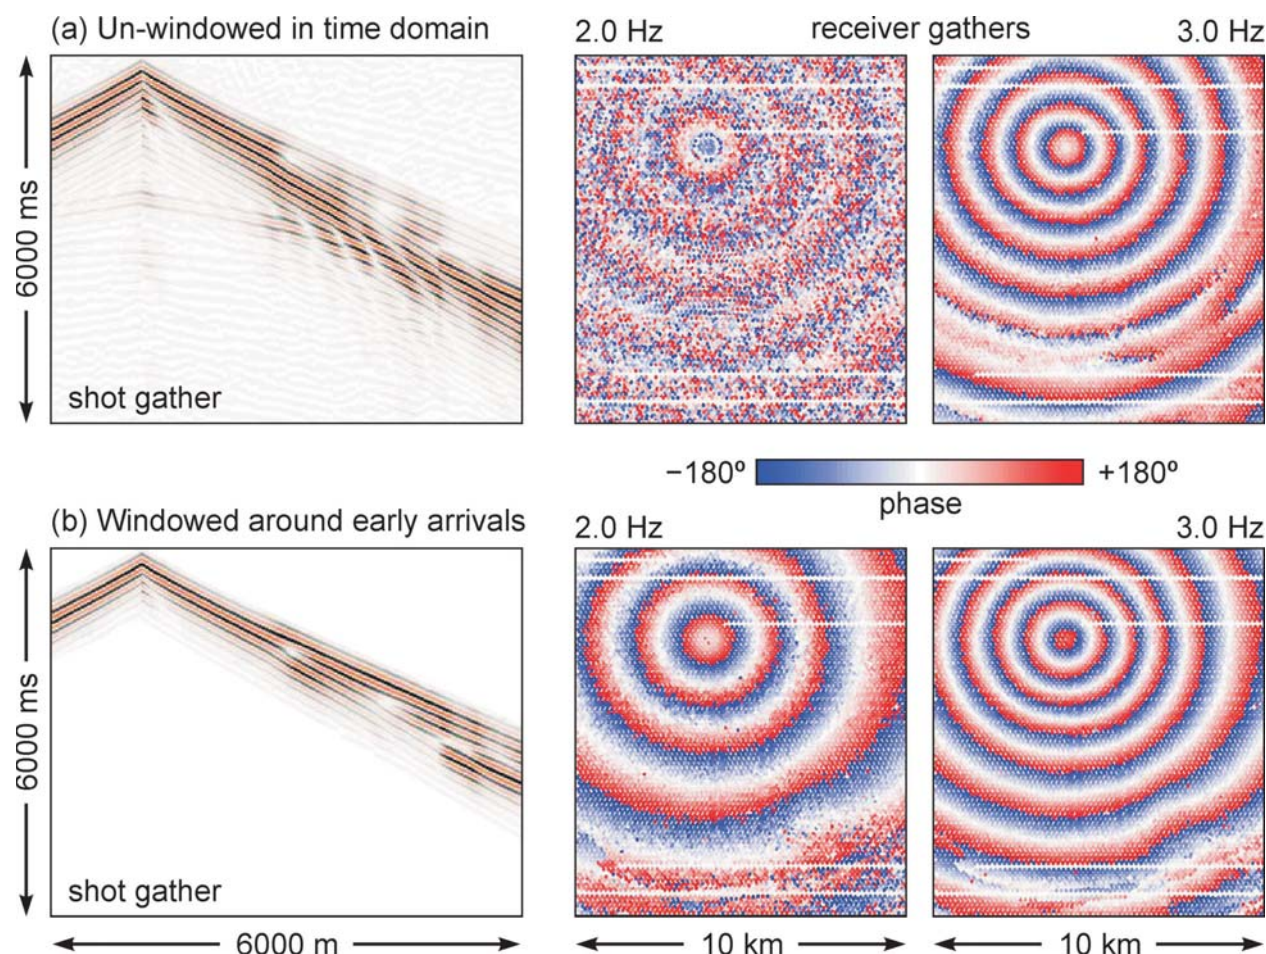 (a) Un-windowed in time domain
2.0 Hz
receiver gathers
3.0 Hz
6000 ms
shot gather
−180º
+180º
phase
(b) Windowed around early arrivals
2.0 Hz
3.0 Hz
6000 ms
shot gather
6000 m
10 km
10 km